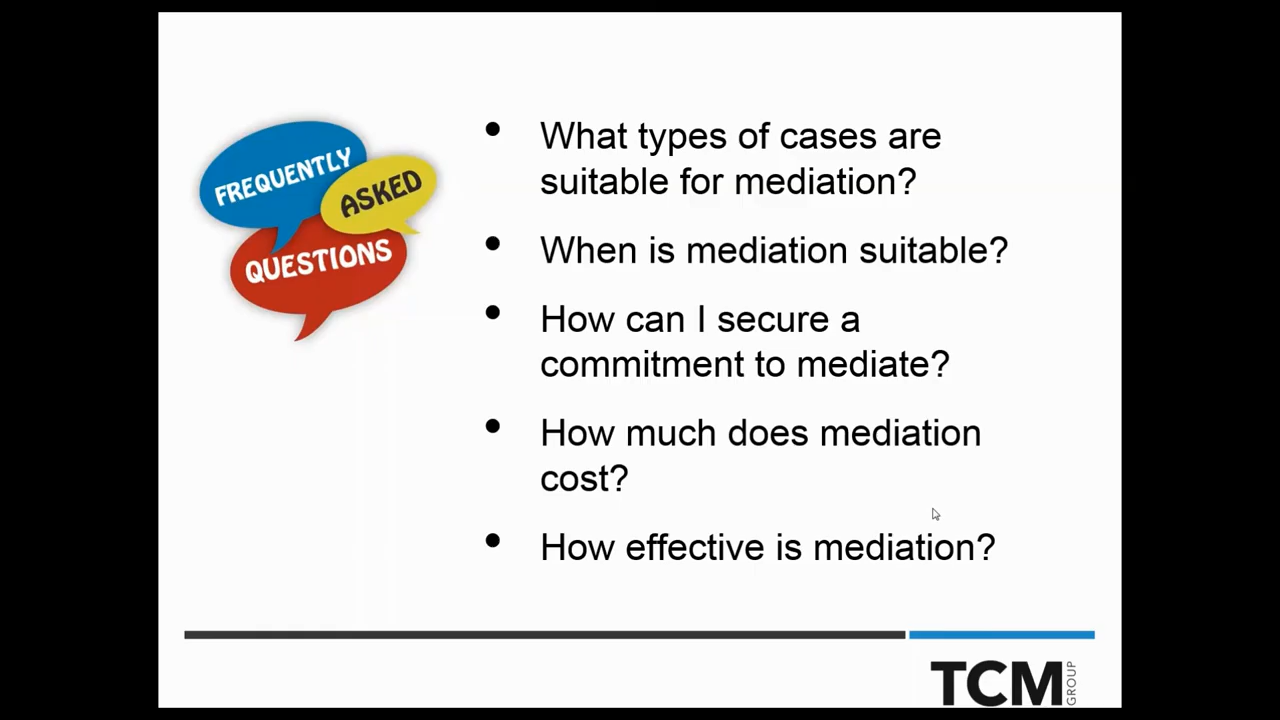 FREQUENTLY
ASKED
QUESTIONS
• What types of cases are
suitable for mediation?
• When is mediation suitable?
• How can I secure a
commitment to mediate?
• How much does mediation
cost?
• How effective is mediation?
TCM GROUP